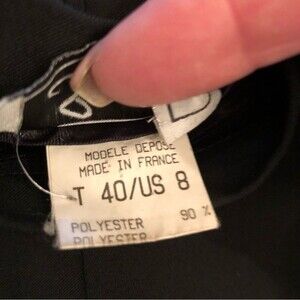 MODELE DEPOSE
MADE IN FRANCE
T 40/US 8
POLYESTER 90 %
POLYESTER